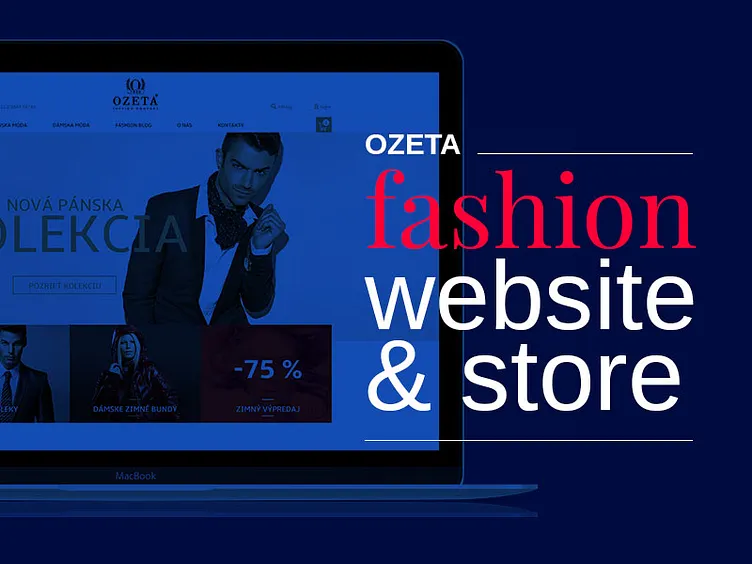 OZETA
DÁMSKA MÓDA
FASHION BLOG
O NÁS
KONTAKTY
NOVÁ PÁNSKA
OLEKCIA
POZRIEŤ KOLEKCIU
-75 %
DÁMSKE ZIMNÉ BUNDY
ZIMNÝ VÝPREDAJ
MacBook
OZETA
fashion
website
& store